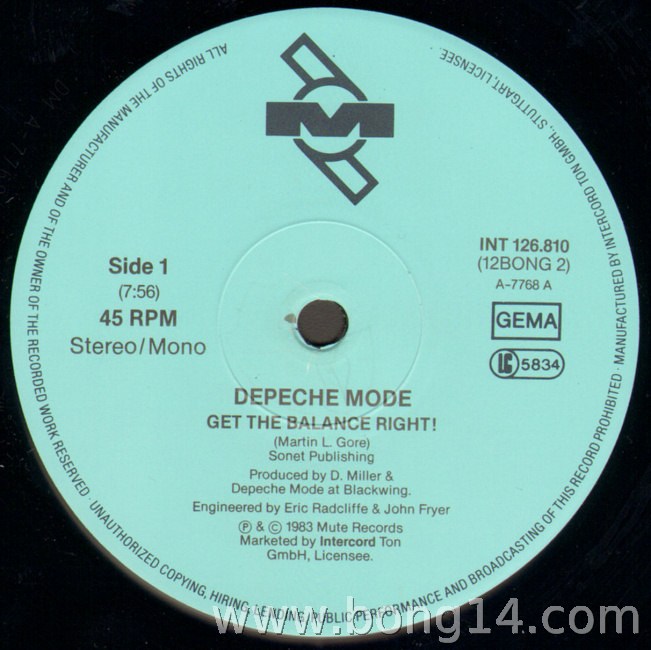 M
Side 1
(7:56)
45 RPM
Stereo/Mono
INT 126.810
(12BONG 2)
A-7768 A
GEMA
LC 5834
DEPECHE MODE
GET THE BALANCE RIGHT!
(Martin L. Gore)
Sonet Publishing
Produced by D. Miller &
Depeche Mode at Blackwing.
Engineered by Eric Radcliffe & John Fryer
Ⓟ & © 1983 Mute Records
Marketed by Intercord Ton
GmbH, Licensee.
ALL RIGHTS OF THE MANUFACTURER AND OF THE OWNER OF THE RECORDED WORK RESERVED · UNAUTHORIZED COPYING, HIRING, LENDING, PUBLIC PERFORMANCE AND BROADCASTING OF THIS RECORD PROHIBITED · MANUFACTURED BY INTERCORD TON GMBH., STUTTGART, LICENSEE.
www.bong14.com